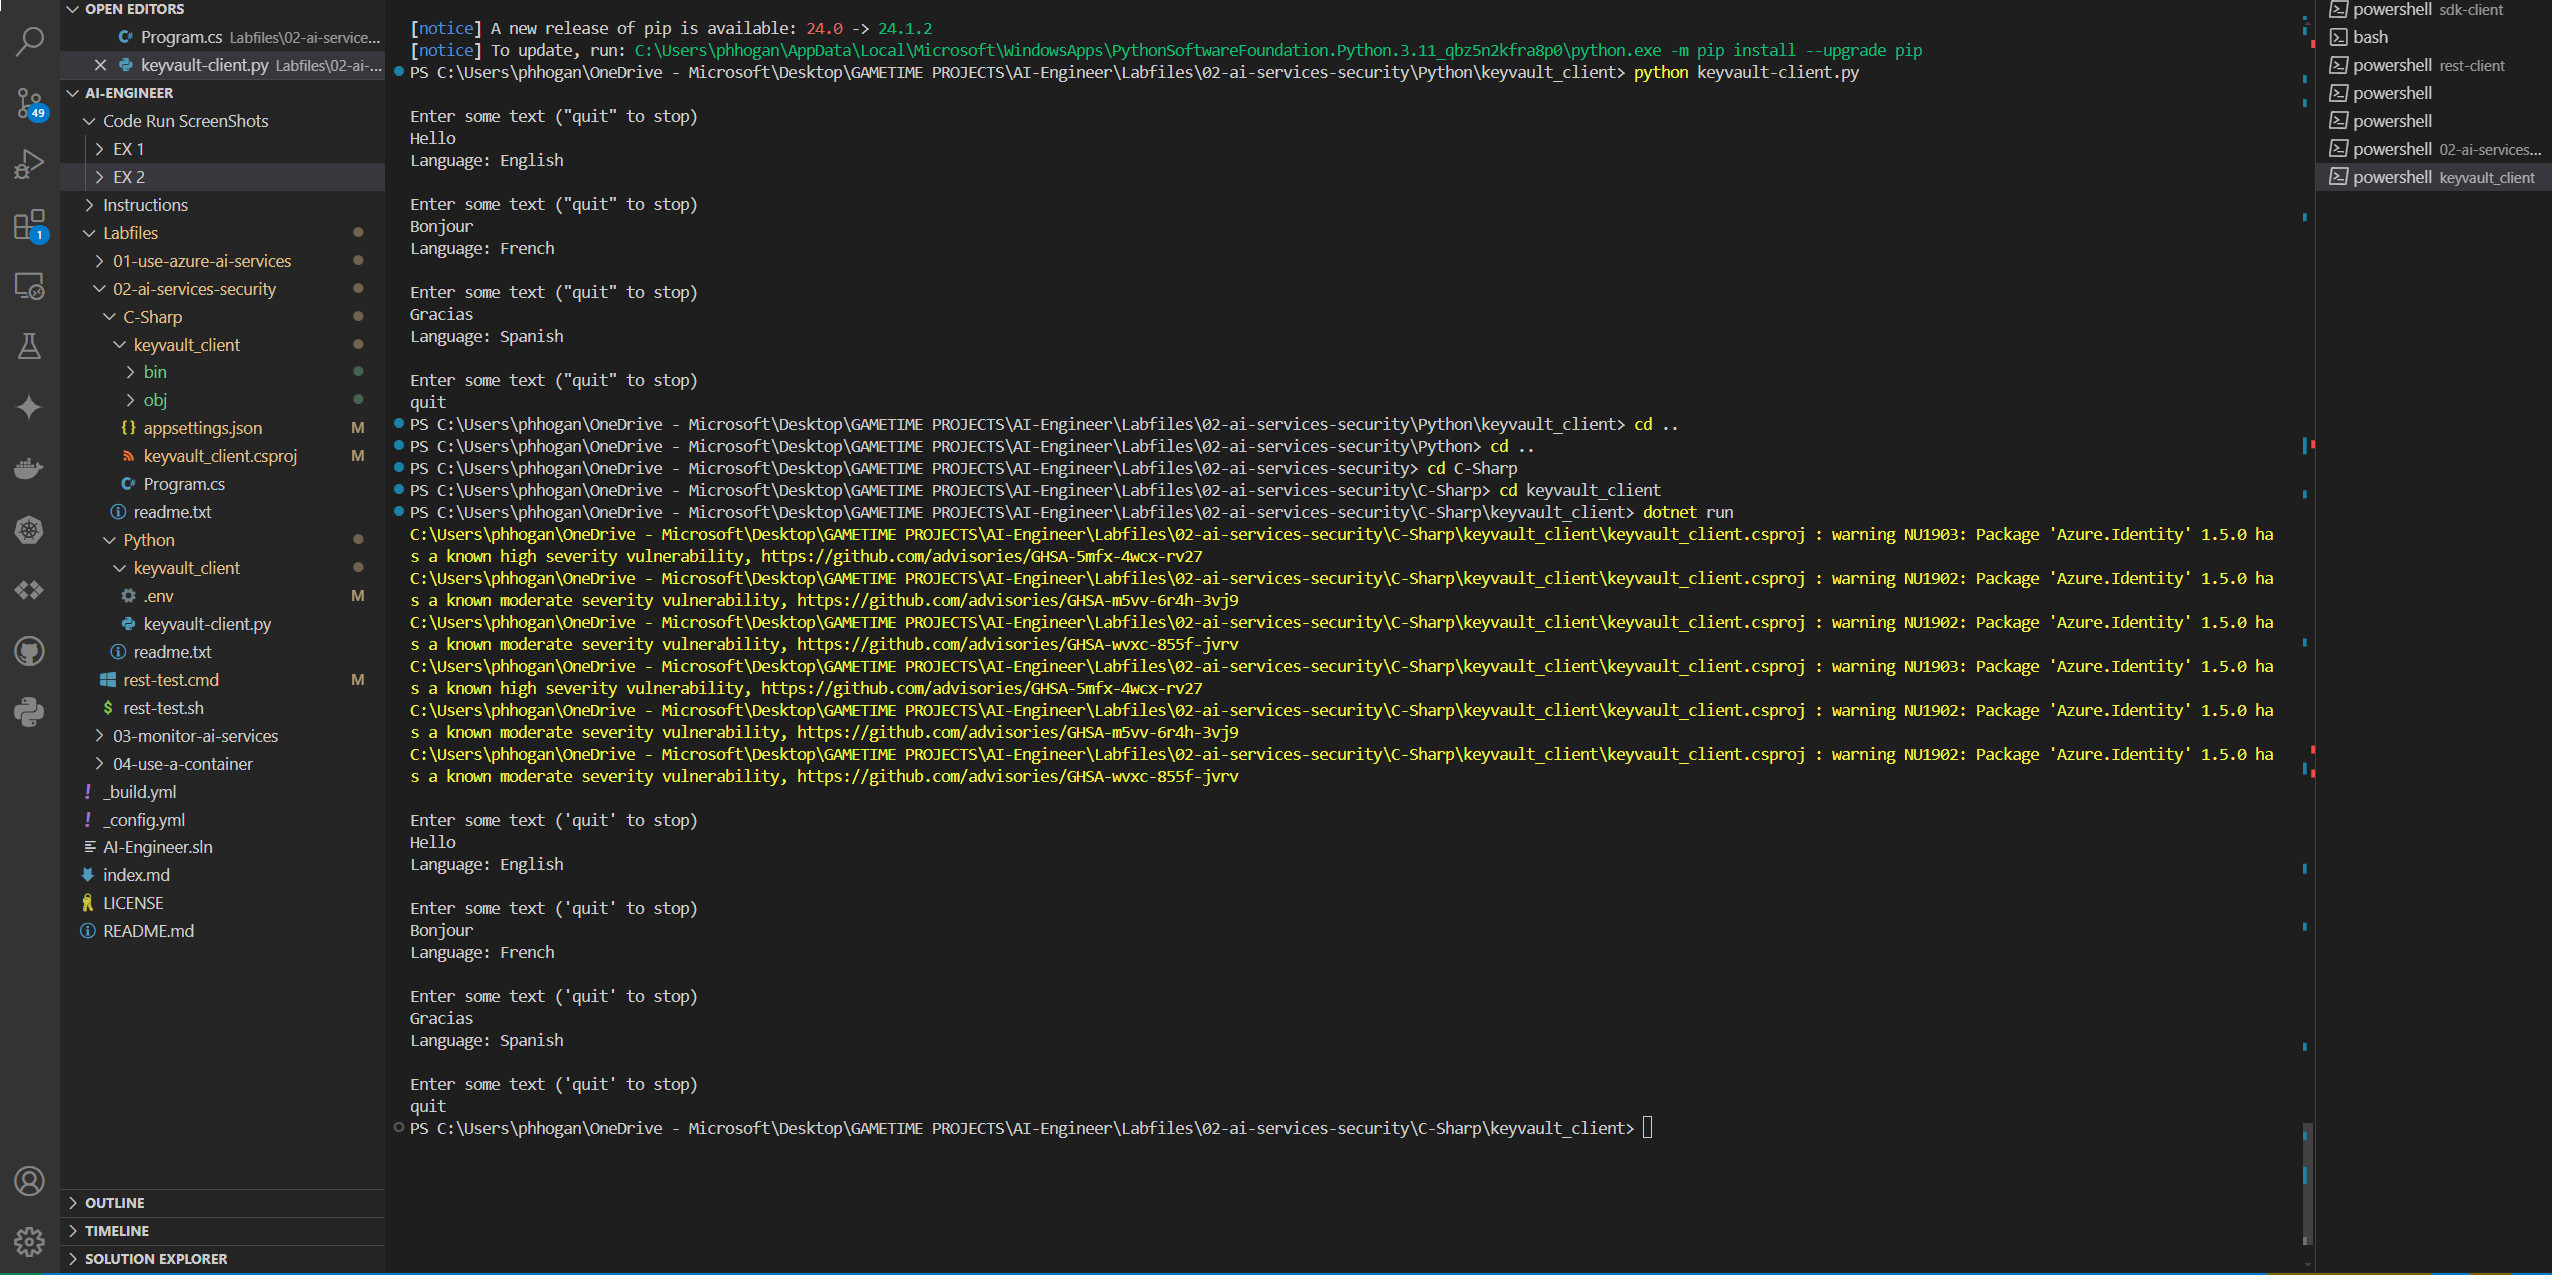 OPEN EDITORS
Program.cs Labfiles\02-ai-service...
keyvault-client.py Labfiles\02-ai-...
AI-ENGINEER
Code Run ScreenShots
EX 1
EX 2
Instructions
Labfiles
01-use-azure-ai-services
02-ai-services-security
C-Sharp
keyvault_client
bin
obj
{} appsettings.json M
keyvault_client.csproj M
C# Program.cs
readme.txt
Python
keyvault_client
.env M
keyvault-client.py
readme.txt
rest-test.cmd M
$ rest-test.sh
03-monitor-ai-services
04-use-a-container
! _build.yml
! _config.yml
AI-Engineer.sln
index.md
LICENSE
README.md
OUTLINE
TIMELINE
SOLUTION EXPLORER
49
1
[notice] A new release of pip is available: 24.0 -> 24.1.2
[notice] To update, run: C:\Users\phhogan\AppData\Local\Microsoft\WindowsApps\PythonSoftwareFoundation.Python.3.11_qbz5n2kfra8p0\python.exe -m pip install --upgrade pip
PS C:\Users\phhogan\OneDrive - Microsoft\Desktop\GAMETIME PROJECTS\AI-Engineer\Labfiles\02-ai-services-security\Python\keyvault_client> python keyvault-client.py
Enter some text ("quit" to stop)
Hello
Language: English
Enter some text ("quit" to stop)
Bonjour
Language: French
Enter some text ("quit" to stop)
Gracias
Language: Spanish
Enter some text ("quit" to stop)
quit
PS C:\Users\phhogan\OneDrive - Microsoft\Desktop\GAMETIME PROJECTS\AI-Engineer\Labfiles\02-ai-services-security\Python\keyvault_client> cd ..
PS C:\Users\phhogan\OneDrive - Microsoft\Desktop\GAMETIME PROJECTS\AI-Engineer\Labfiles\02-ai-services-security\Python> cd ..
PS C:\Users\phhogan\OneDrive - Microsoft\Desktop\GAMETIME PROJECTS\AI-Engineer\Labfiles\02-ai-services-security> cd C-Sharp
PS C:\Users\phhogan\OneDrive - Microsoft\Desktop\GAMETIME PROJECTS\AI-Engineer\Labfiles\02-ai-services-security\C-Sharp> cd keyvault_client
PS C:\Users\phhogan\OneDrive - Microsoft\Desktop\GAMETIME PROJECTS\AI-Engineer\Labfiles\02-ai-services-security\C-Sharp\keyvault_client> dotnet run
C:\Users\phhogan\OneDrive - Microsoft\Desktop\GAMETIME PROJECTS\AI-Engineer\Labfiles\02-ai-services-security\C-Sharp\keyvault_client\keyvault_client.csproj : warning NU1903: Package 'Azure.Identity' 1.5.0 ha
s a known high severity vulnerability, https://github.com/advisories/GHSA-5mfx-4wcx-rv27
C:\Users\phhogan\OneDrive - Microsoft\Desktop\GAMETIME PROJECTS\AI-Engineer\Labfiles\02-ai-services-security\C-Sharp\keyvault_client\keyvault_client.csproj : warning NU1902: Package 'Azure.Identity' 1.5.0 ha
s a known moderate severity vulnerability, https://github.com/advisories/GHSA-m5vv-6r4h-3vj9
C:\Users\phhogan\OneDrive - Microsoft\Desktop\GAMETIME PROJECTS\AI-Engineer\Labfiles\02-ai-services-security\C-Sharp\keyvault_client\keyvault_client.csproj : warning NU1902: Package 'Azure.Identity' 1.5.0 ha
s a known moderate severity vulnerability, https://github.com/advisories/GHSA-wvxc-855f-jvrv
C:\Users\phhogan\OneDrive - Microsoft\Desktop\GAMETIME PROJECTS\AI-Engineer\Labfiles\02-ai-services-security\C-Sharp\keyvault_client\keyvault_client.csproj : warning NU1903: Package 'Azure.Identity' 1.5.0 ha
s a known high severity vulnerability, https://github.com/advisories/GHSA-5mfx-4wcx-rv27
C:\Users\phhogan\OneDrive - Microsoft\Desktop\GAMETIME PROJECTS\AI-Engineer\Labfiles\02-ai-services-security\C-Sharp\keyvault_client\keyvault_client.csproj : warning NU1902: Package 'Azure.Identity' 1.5.0 ha
s a known moderate severity vulnerability, https://github.com/advisories/GHSA-m5vv-6r4h-3vj9
C:\Users\phhogan\OneDrive - Microsoft\Desktop\GAMETIME PROJECTS\AI-Engineer\Labfiles\02-ai-services-security\C-Sharp\keyvault_client\keyvault_client.csproj : warning NU1902: Package 'Azure.Identity' 1.5.0 ha
s a known moderate severity vulnerability, https://github.com/advisories/GHSA-wvxc-855f-jvrv
Enter some text ('quit' to stop)
Hello
Language: English
Enter some text ('quit' to stop)
Bonjour
Language: French
Enter some text ('quit' to stop)
Gracias
Language: Spanish
Enter some text ('quit' to stop)
quit
PS C:\Users\phhogan\OneDrive - Microsoft\Desktop\GAMETIME PROJECTS\AI-Engineer\Labfiles\02-ai-services-security\C-Sharp\keyvault_client>
powershell sdk-client
bash
powershell rest-client
powershell
powershell
powershell 02-ai-services...
powershell keyvault_client